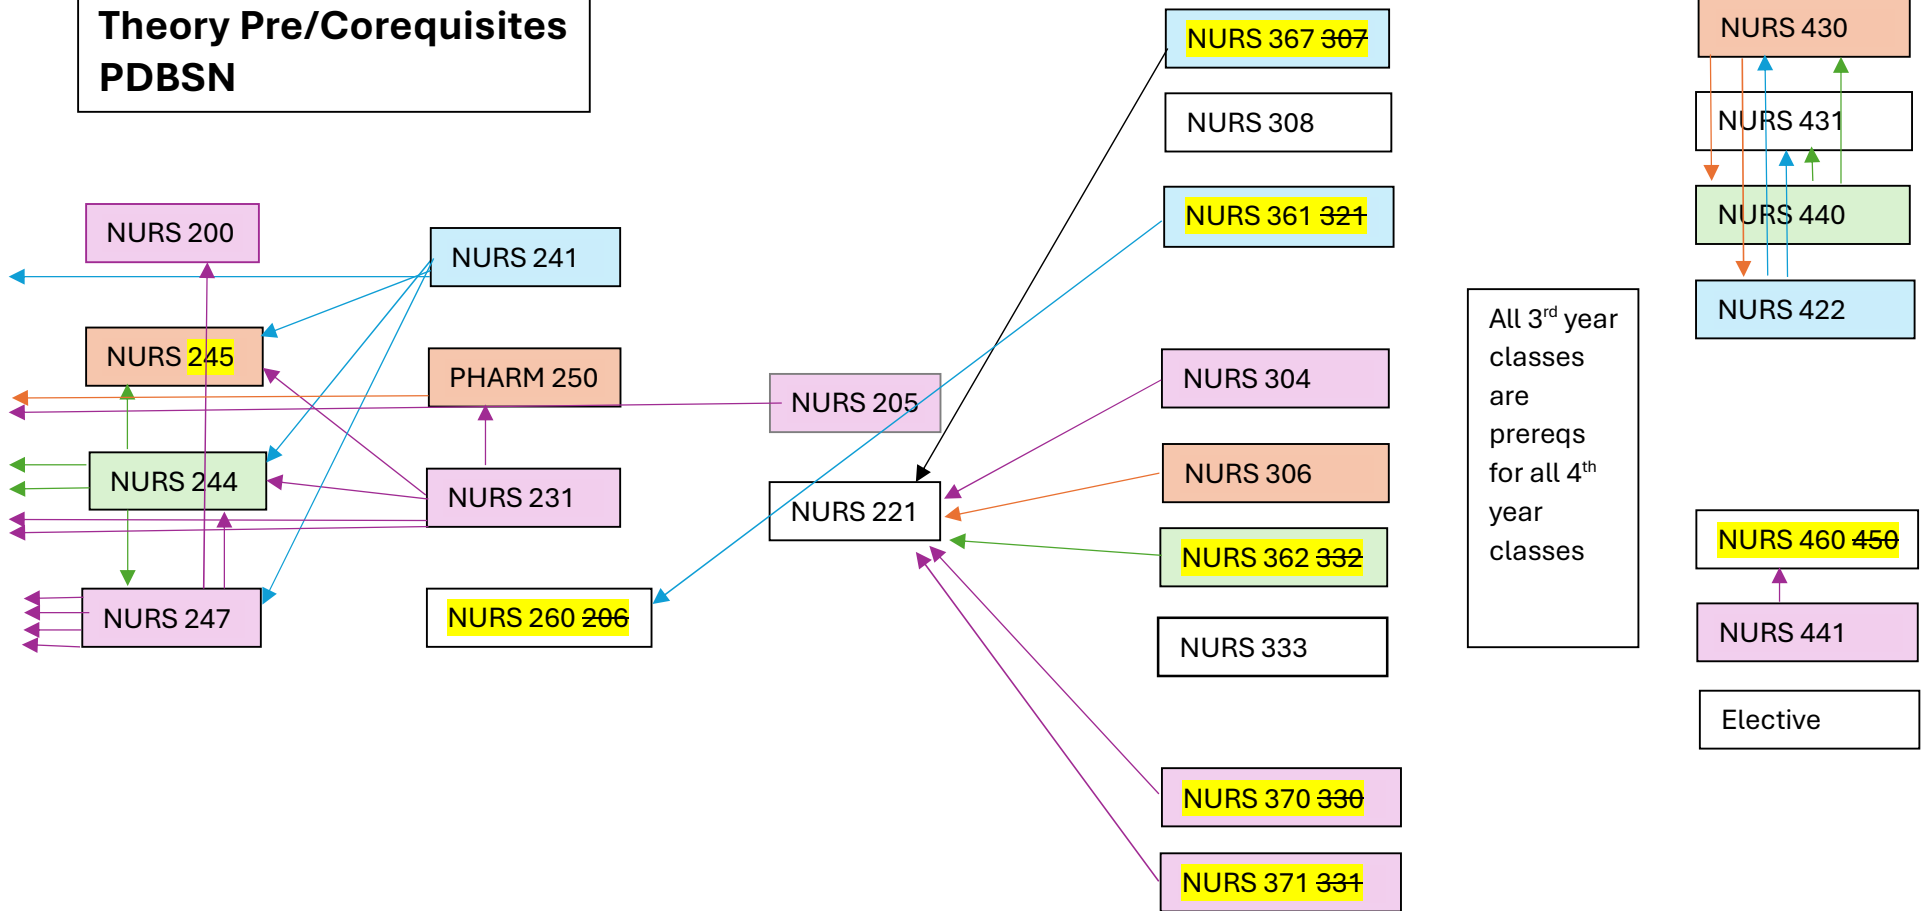 Theory Pre/Corequisites
PDBSN
NURS 200
NURS 245
NURS 244
NURS 247
NURS 241
PHARM 250
NURS 231
NURS 260 206
NURS 205
NURS 221
NURS 367 307
NURS 308
NURS 361 321
NURS 304
NURS 306
NURS 362 332
NURS 333
NURS 370 330
NURS 371 331
All 3rd year
classes
are
prereqs
for all 4th
year
classes
NURS 430
NURS 431
NURS 440
NURS 422
NURS 460 450
NURS 441
Elective